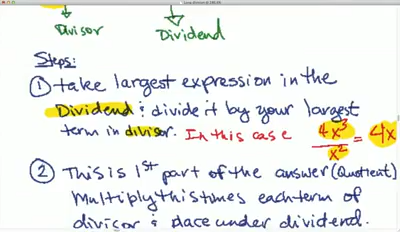 Divisor Dividend
Steps:
① take largest expression in the
Dividend & divide it by your largest
term in divisor. In this case 4x³/x² = 4x
② This is 1st part of the answer (Quotient)
Multiply this times each term of
divisor & place under dividend.